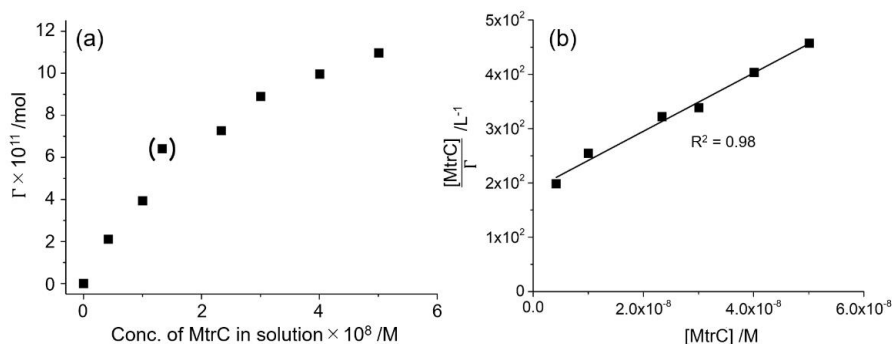 (a)
Γ × 10¹¹ /mol
12
10
8
6
4
2
0
( )
0
2
4
6
Conc. of MtrC in solution × 10⁸ /M
(b)
[MtrC]
Γ
/L⁻¹
5x10²
4x10²
3x10²
2x10²
1x10²
0
R² = 0.98
0.0
2.0x10⁻⁸
4.0x10⁻⁸
6.0x10⁻⁸
[MtrC] /M